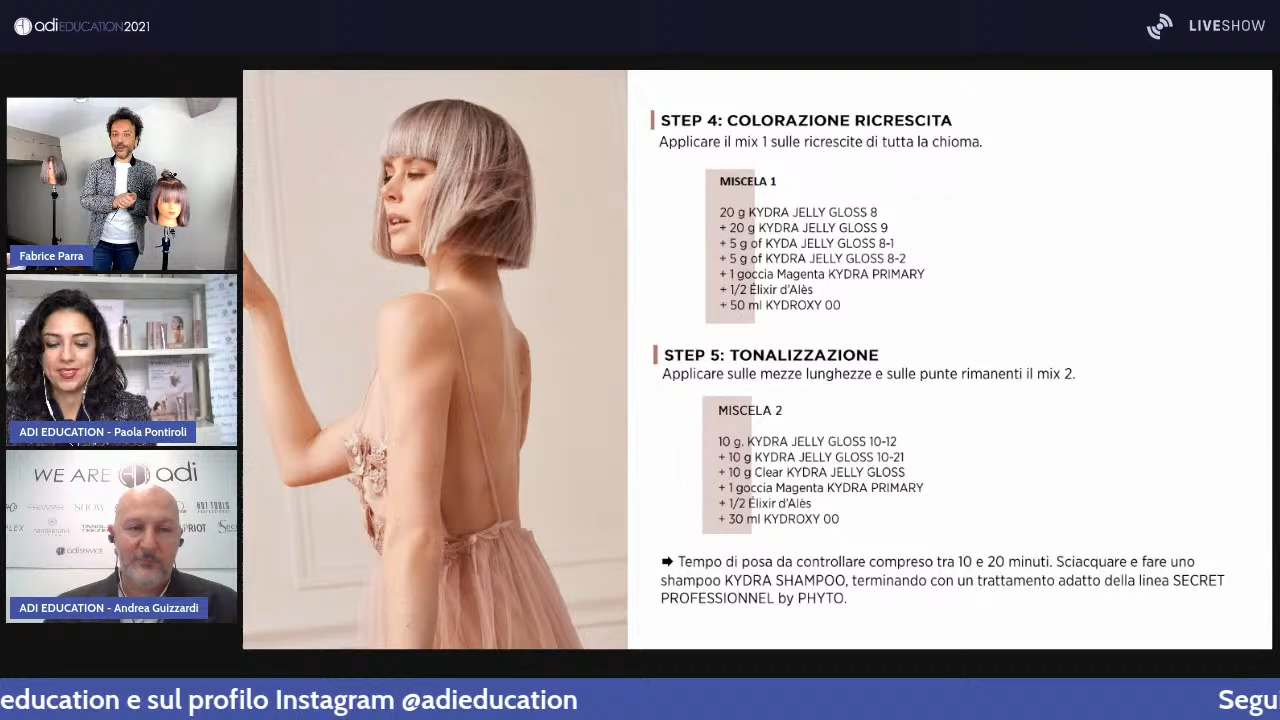 adi EDUCATION 2021
LIVESHOW
Fabrice Parra
ADI EDUCATION - Paola Pontiroli
WE ARE adi
FRAMAR
SHOW
HOT TOOLS
PRIOT
adiSERVICE
ADI EDUCATION - Andrea Guizzardi
STEP 4: COLORAZIONE RICRESCITA
Applicare il mix 1 sulle ricrescite di tutta la chioma.
MISCELA 1
20 g KYDRA JELLY GLOSS 8
+ 20 g KYDRA JELLY GLOSS 9
+ 5 g of KYDA JELLY GLOSS 8-1
+ 5 g of KYDRA JELLY GLOSS 8-2
+ 1 goccia Magenta KYDRA PRIMARY
+ 1/2 Élixir d'Alès
+ 50 ml KYDROXY 00
STEP 5: TONALIZZAZIONE
Applicare sulle mezze lunghezze e sulle punte rimanenti il mix 2.
MISCELA 2
10 g. KYDRA JELLY GLOSS 10-12
+ 10 g KYDRA JELLY GLOSS 10-21
+ 10 g Clear KYDRA JELLY GLOSS
+ 1 goccia Magenta KYDRA PRIMARY
+ 1/2 Élixir d'Alès
+ 30 ml KYDROXY 00
➡ Tempo di posa da controllare compreso tra 10 e 20 minuti. Sciacquare e fare uno
shampoo KYDRA SHAMPOO, terminando con un trattamento adatto della linea SECRET
PROFESSIONNEL by PHYTO.
education e sul profilo Instagram @adieducation
Segu